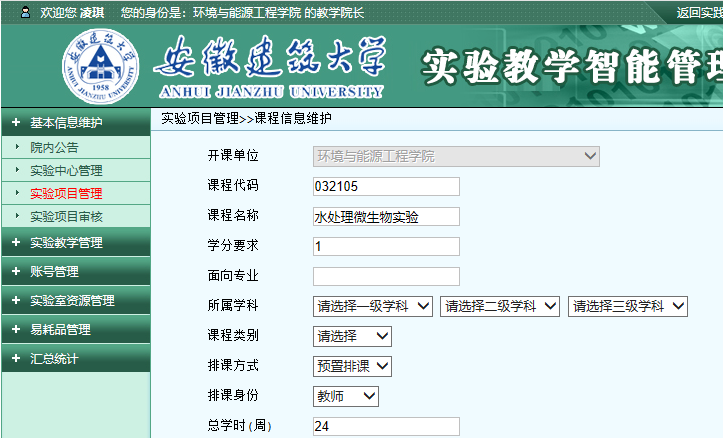 欢迎您 凌琪 您的身份是：环境与能源工程学院 的教学院长 返回实践
安徽建筑大学
ANHUI JIANZHU UNIVERSITY
1958
实验教学智能管理
基本信息维护
院内公告
实验中心管理
实验项目管理
实验项目审核
实验教学管理
账号管理
实验室资源管理
易耗品管理
汇总统计
实验项目管理>>课程信息维护
开课单位 环境与能源工程学院
课程代码 032105
课程名称 水处理微生物实验
学分要求 1
面向专业
所属学科 请选择一级学科 请选择二级学科 请选择三级学科
课程类别 请选择
排课方式 预置排课
排课身份 教师
总学时(周) 24